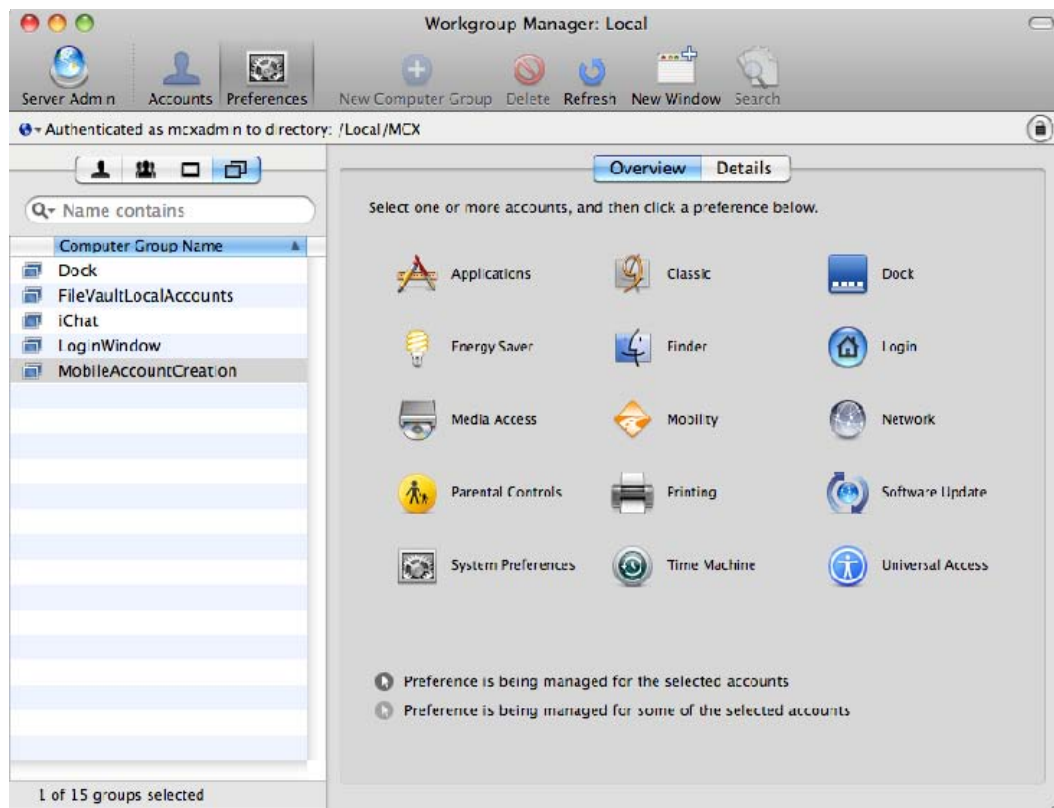 Workgroup Manager: Local
Server Admin Accounts Preferences New Computer Group Delete Refresh New Window Search
Authenticated as mcxadmin to directory: /Local/MCX
Overview Details
Name contains
Select one or more accounts, and then click a preference below.
Computer Group Name
Dock
FileVaultLocalAccounts
iChat
LoginWindow
MobileAccountCreation
Applications Classic Dock
Energy Saver Finder Login
Media Access Mobility Network
Parental Controls Printing Software Update
System Preferences Time Machine Universal Access
Preference is being managed for the selected accounts
Preference is being managed for some of the selected accounts
1 of 15 groups selected